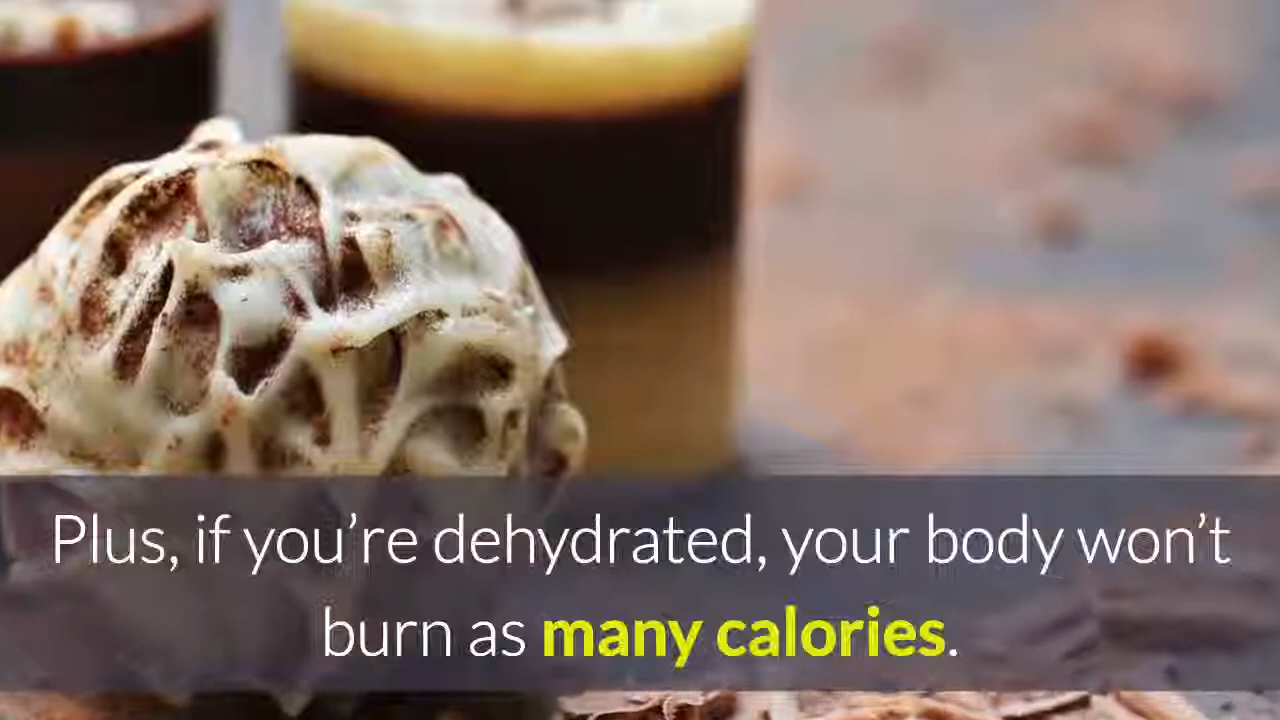 Plus, if you’re dehydrated, your body won’t
burn as many calories.